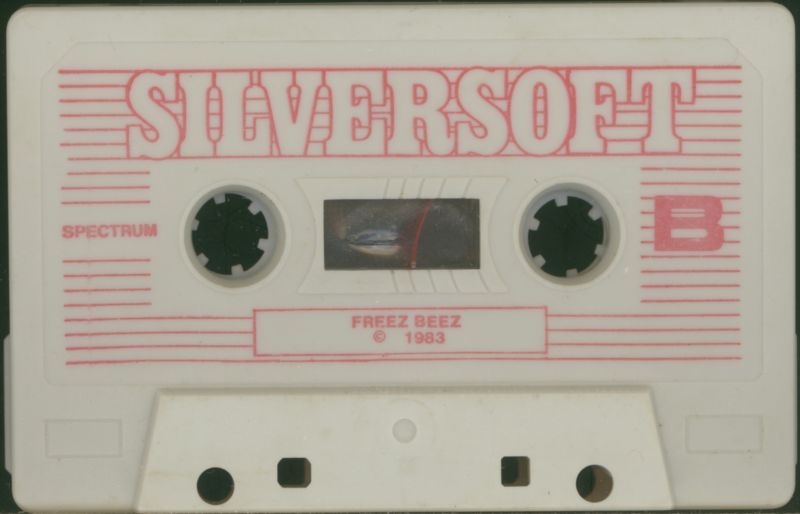 SILVERSOFT
SPECTRUM
B
FREEZ BEEZ
© 1983